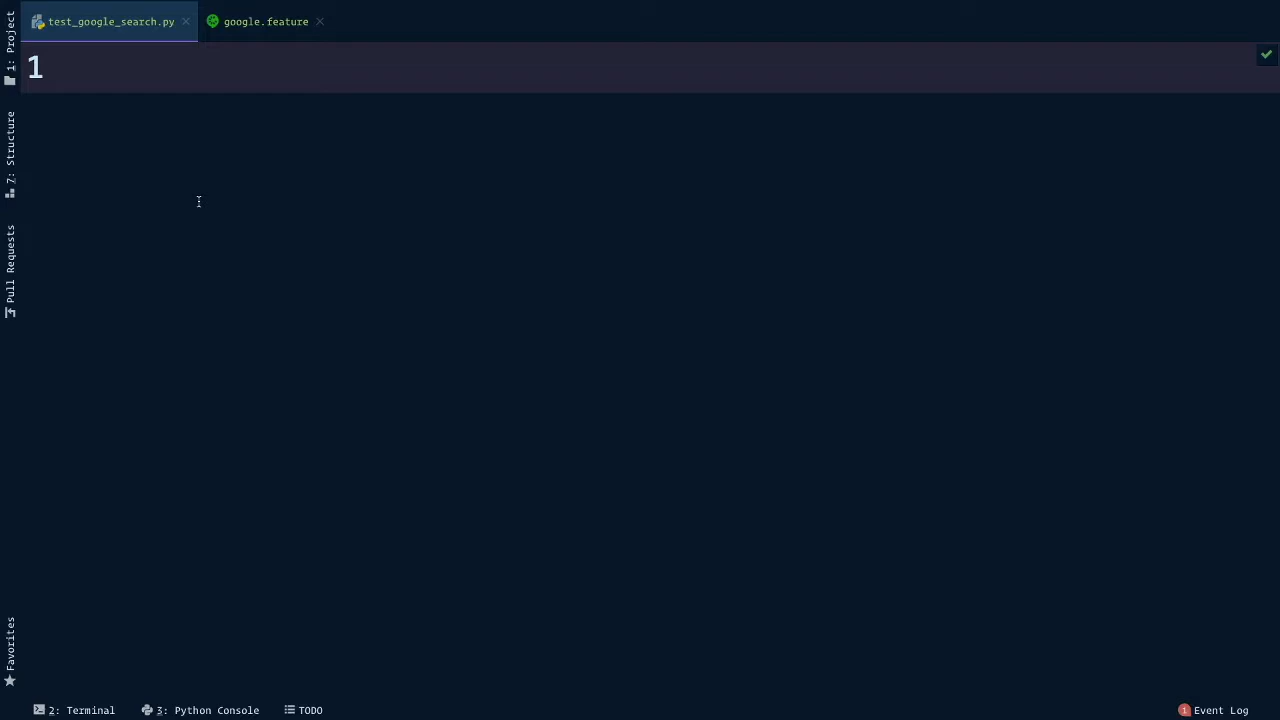 test_google_search.py
google.feature
1
1: Project
7: Structure
Pull Requests
Favorites
2: Terminal
3: Python Console
TODO
Event Log